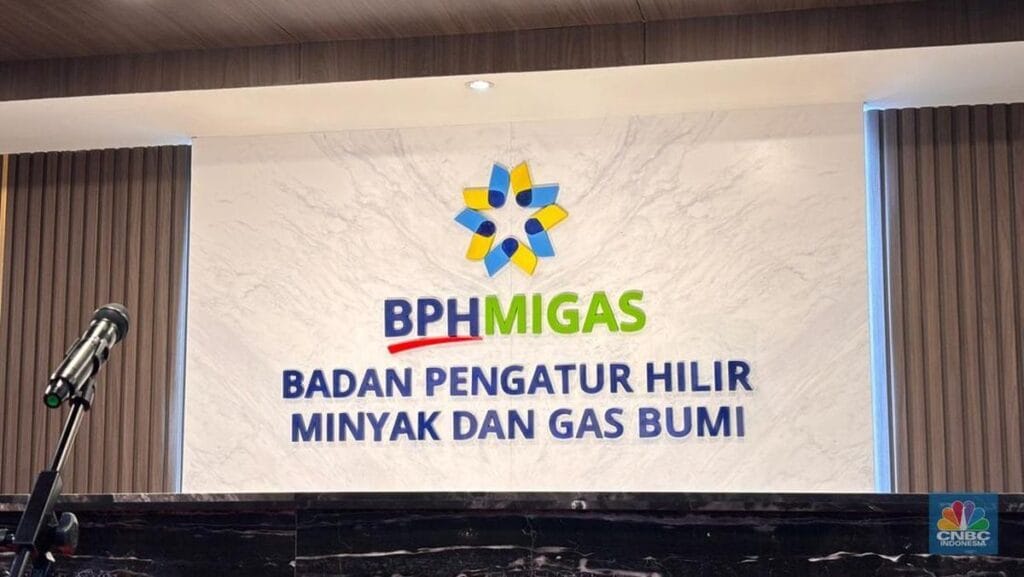 BPHMIGAS
BADAN PENGATUR HILIR
MINYAK DAN GAS BUMI
CNBC
INDONESIA